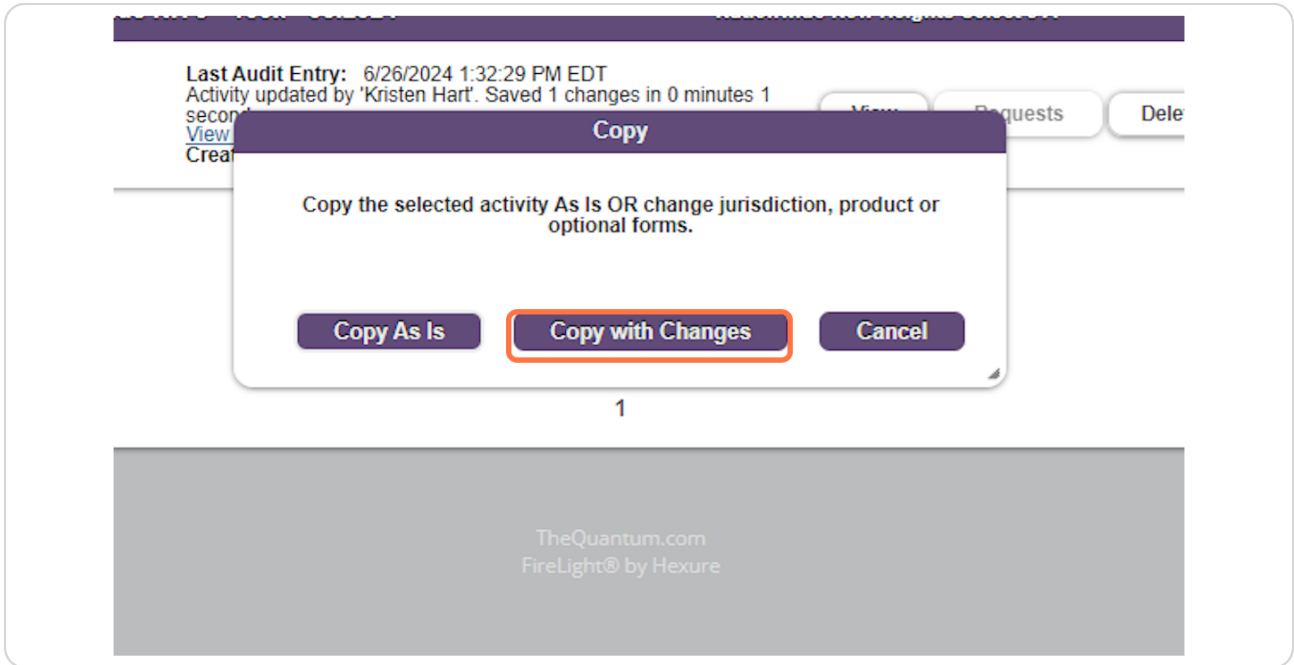 Last Audit Entry: 6/26/2024 1:32:29 PM EDT
Activity updated by 'Kristen Hart'. Saved 1 changes in 0 minutes 1
View
View
Copy
Copy the selected activity As Is OR change jurisdiction, product or
optional forms.
Copy As Is
Copy with Changes
Cancel
1
TheQuantum.com
FireLight® by Hexure